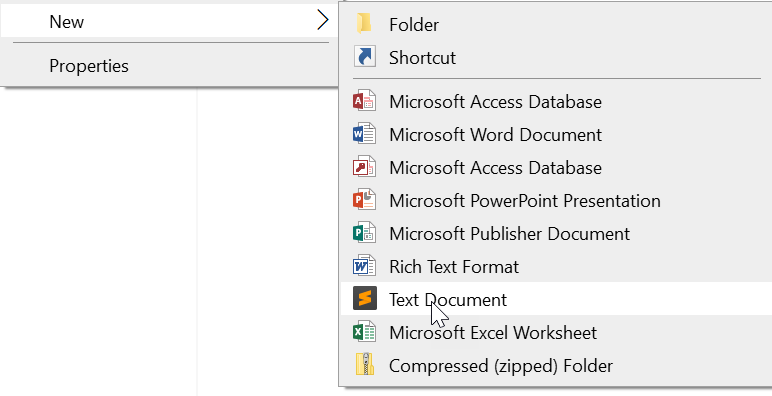 New
Properties
Folder
Shortcut
Microsoft Access Database
Microsoft Word Document
Microsoft Access Database
Microsoft PowerPoint Presentation
Microsoft Publisher Document
Rich Text Format
Text Document
Microsoft Excel Worksheet
Compressed (zipped) Folder